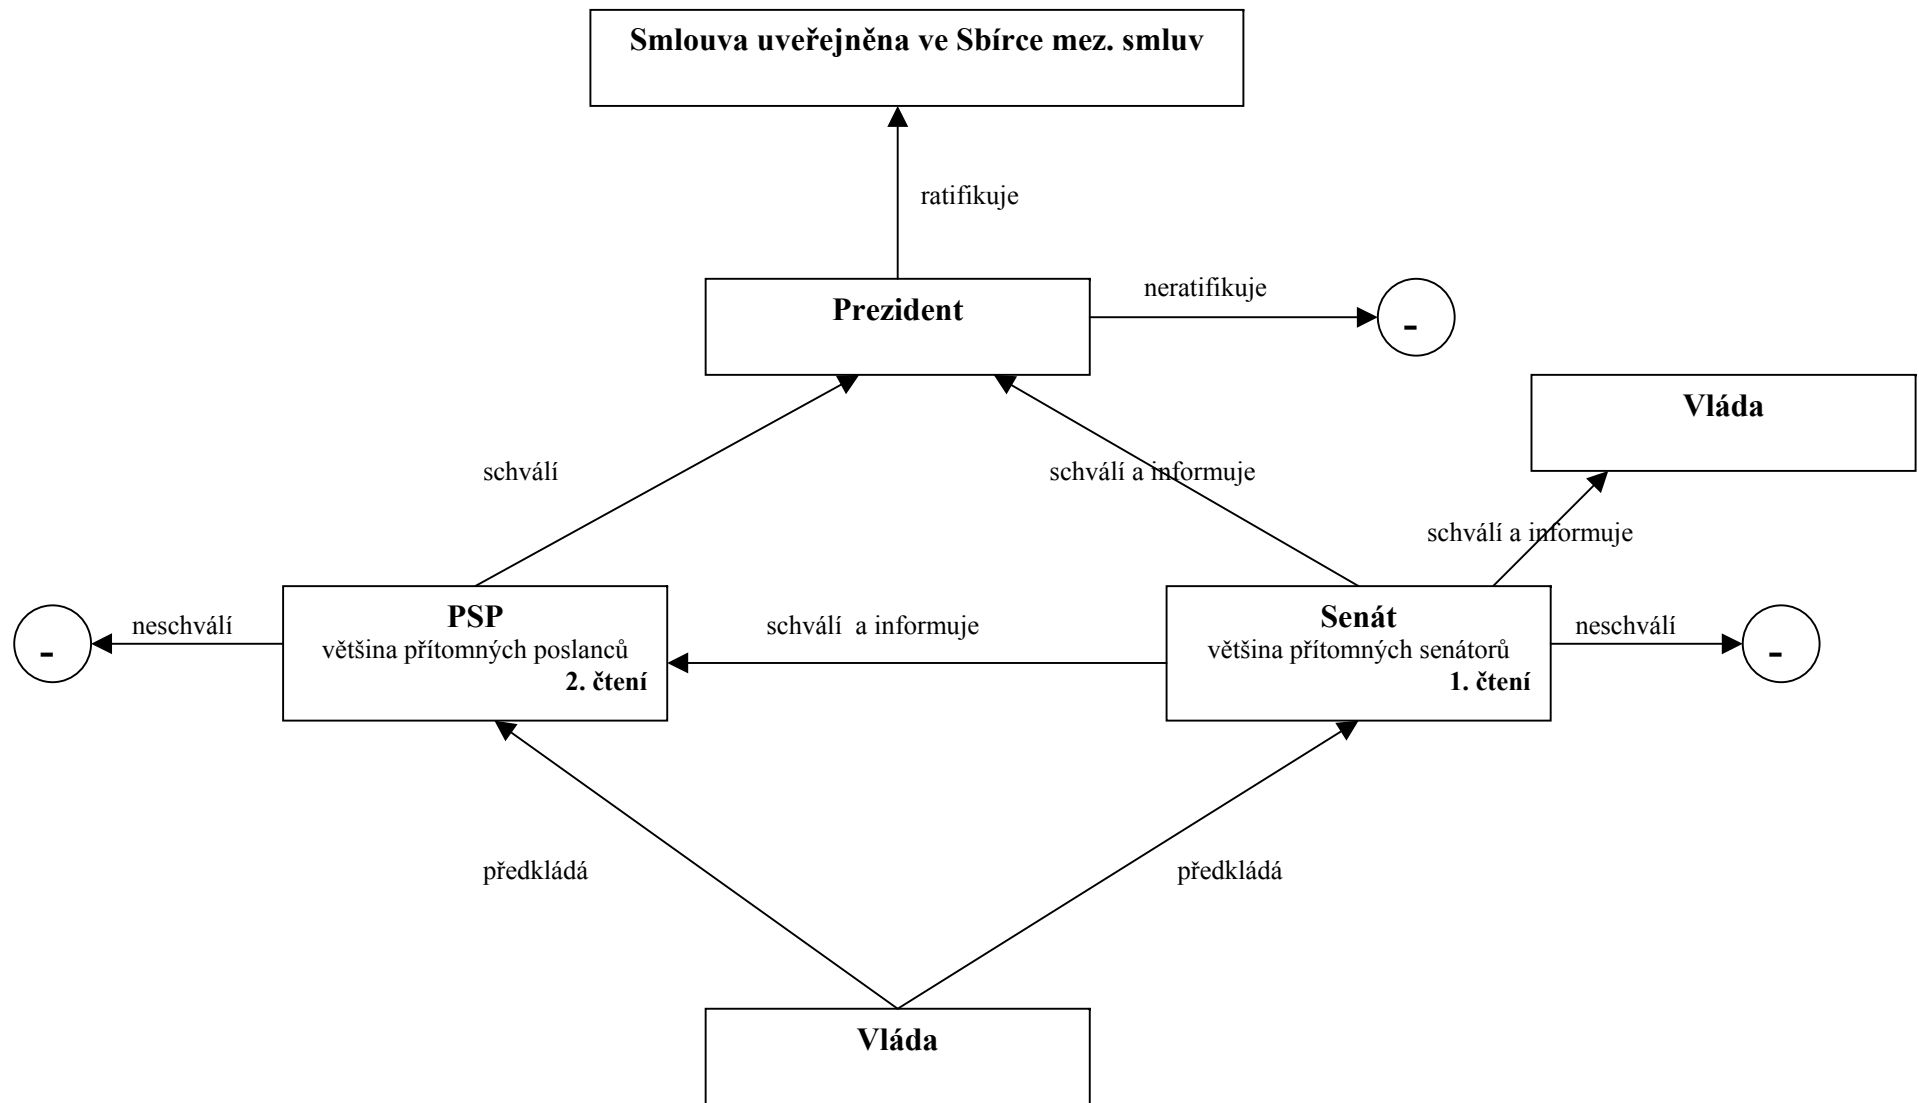 Smlouva uveřejněna ve Sbírce mez. smluv
ratifikuje
Prezident
neratifikuje
-
Vláda
schválí
schválí a informuje
schválí a informuje
neschválí
-
PSP
většina přítomných poslanců
2. čtení
schválí a informuje
Senát
většina přítomných senátorů
1. čtení
neschválí
-
předkládá
předkládá
Vláda